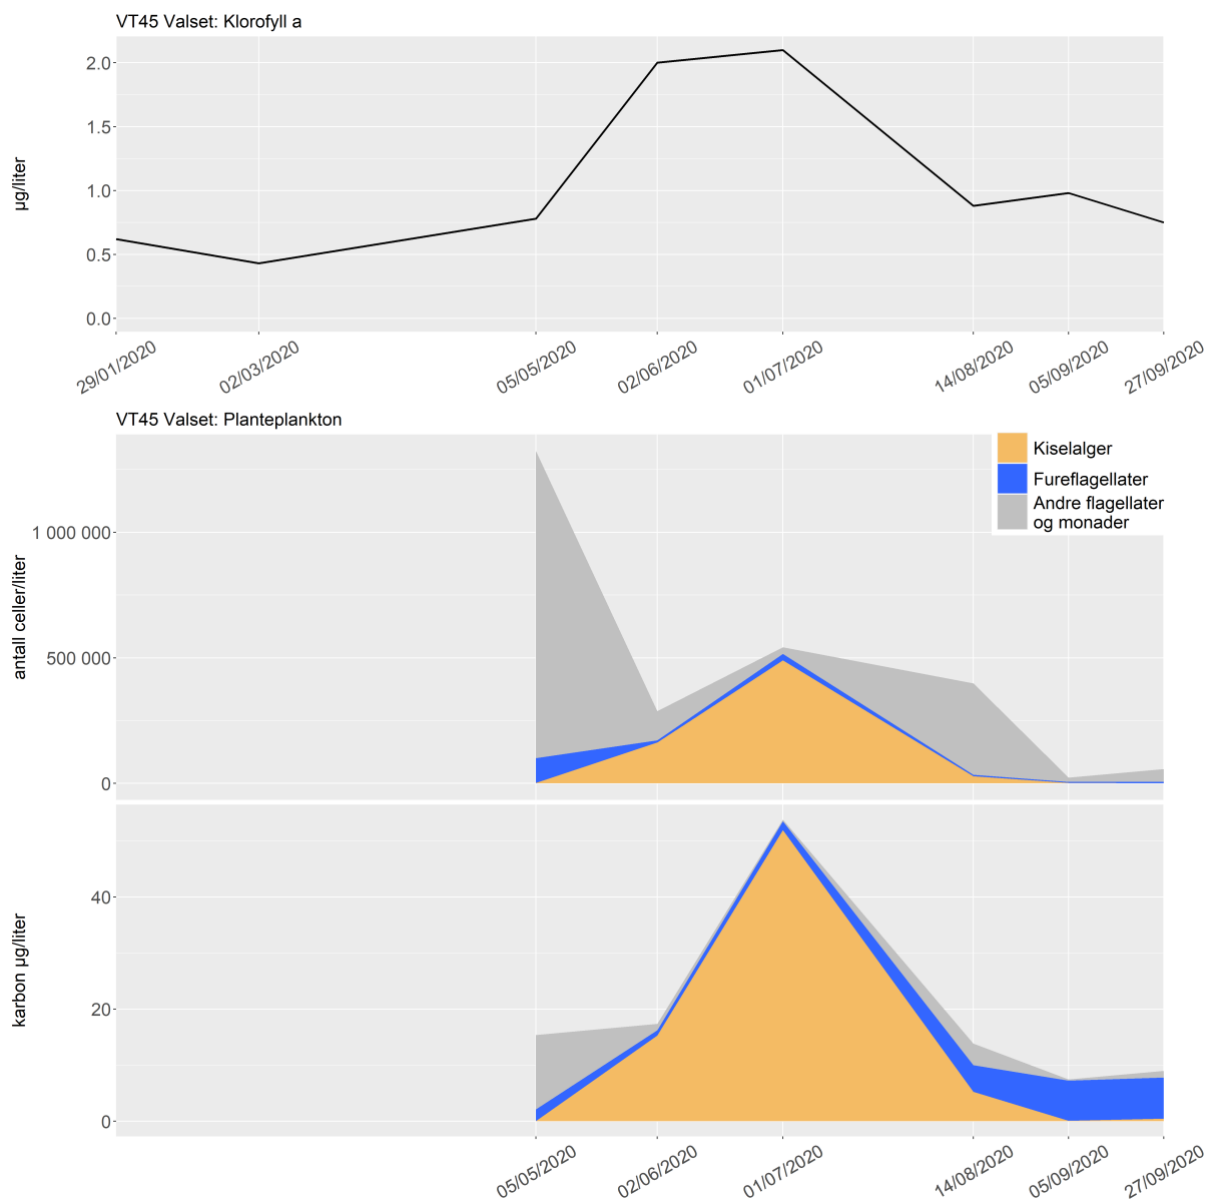 VT45 Valset: Klorofyll a
µg/liter
2.0
1.5
1.0
0.5
0.0
29/01/2020
02/03/2020
05/05/2020
02/06/2020
01/07/2020
14/08/2020
05/09/2020
27/09/2020
VT45 Valset: Planteplankton
Kiselalger
Fureflagellater
Andre flagellater
og monader
antall celler/liter
1 000 000
500 000
0
karbon µg/liter
40
20
0
05/05/2020
02/06/2020
01/07/2020
14/08/2020
05/09/2020
27/09/2020